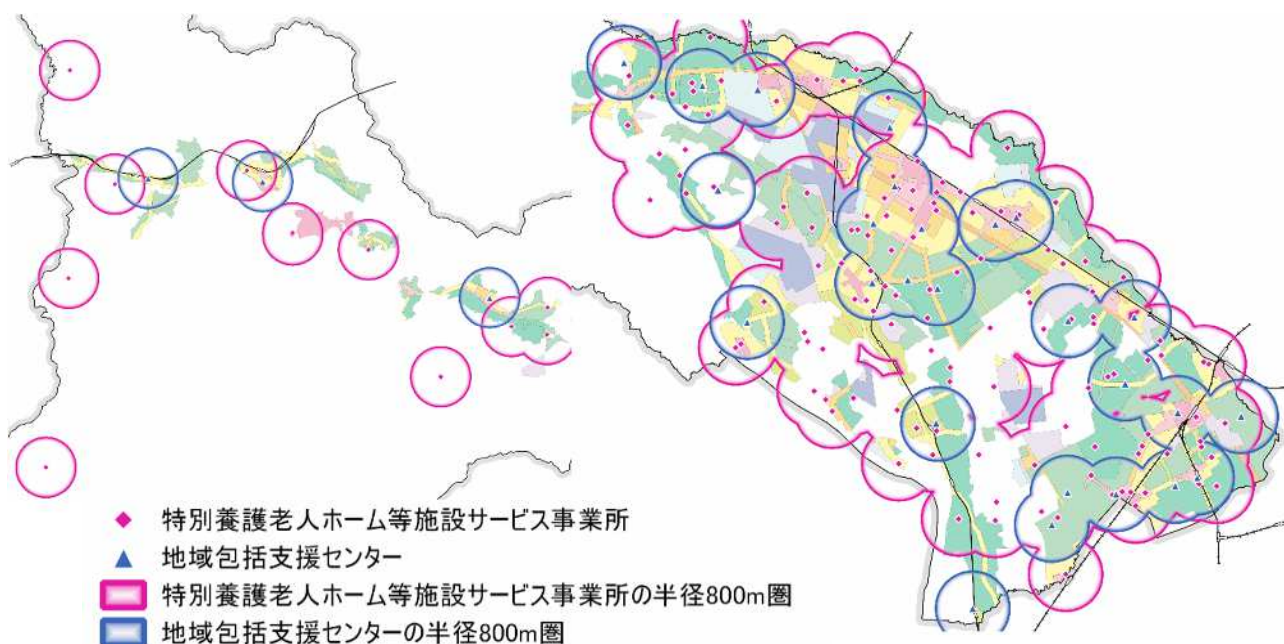 特別養護老人ホーム等施設サービス事業所
地域包括支援センター
特別養護老人ホーム等施設サービス事業所の半径800m圏
地域包括支援センターの半径800m圏